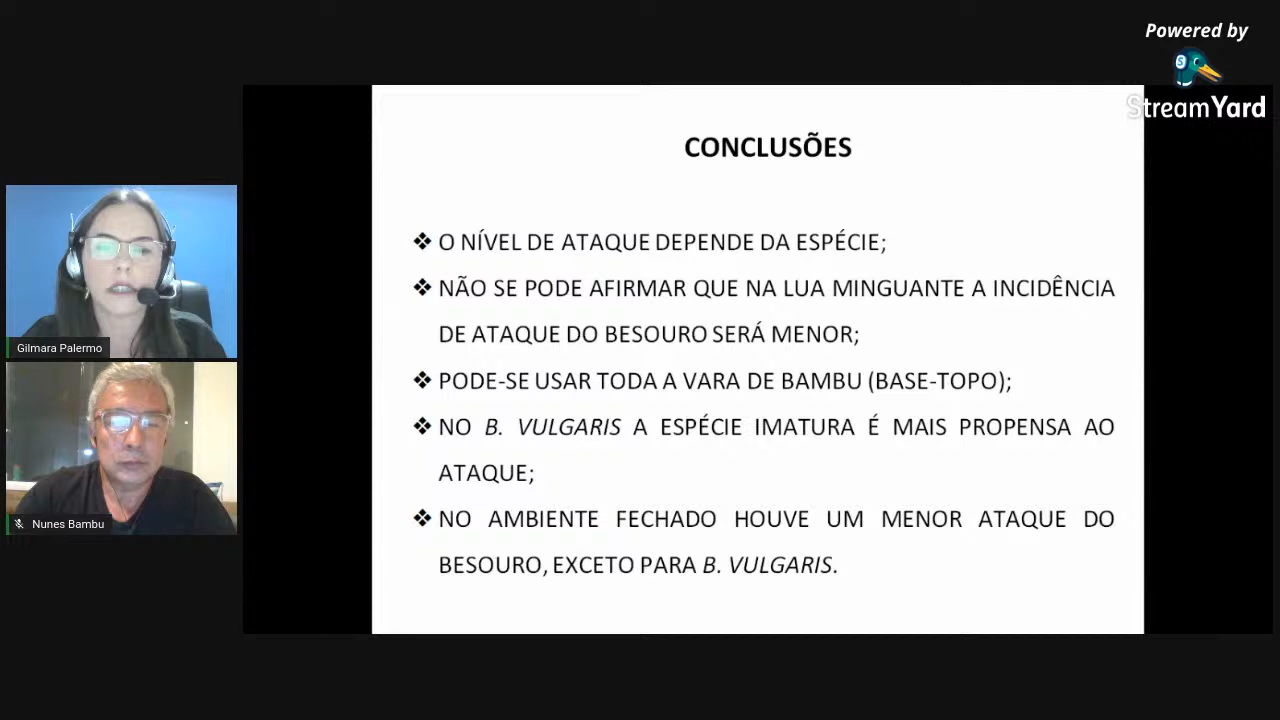 Powered by
StreamYard
CONCLUSÕES
❖ O NÍVEL DE ATAQUE DEPENDE DA ESPÉCIE;
❖ NÃO SE PODE AFIRMAR QUE NA LUA MINGUANTE A INCIDÊNCIA
DE ATAQUE DO BESOURO SERÁ MENOR;
❖ PODE-SE USAR TODA A VARA DE BAMBU (BASE-TOPO);
❖ NO B. VULGARIS A ESPÉCIE IMATURA É MAIS PROPENSA AO
ATAQUE;
❖ NO AMBIENTE FECHADO HOUVE UM MENOR ATAQUE DO
BESOURO, EXCETO PARA B. VULGARIS.
Gilmara Palermo
Nunes Bambu